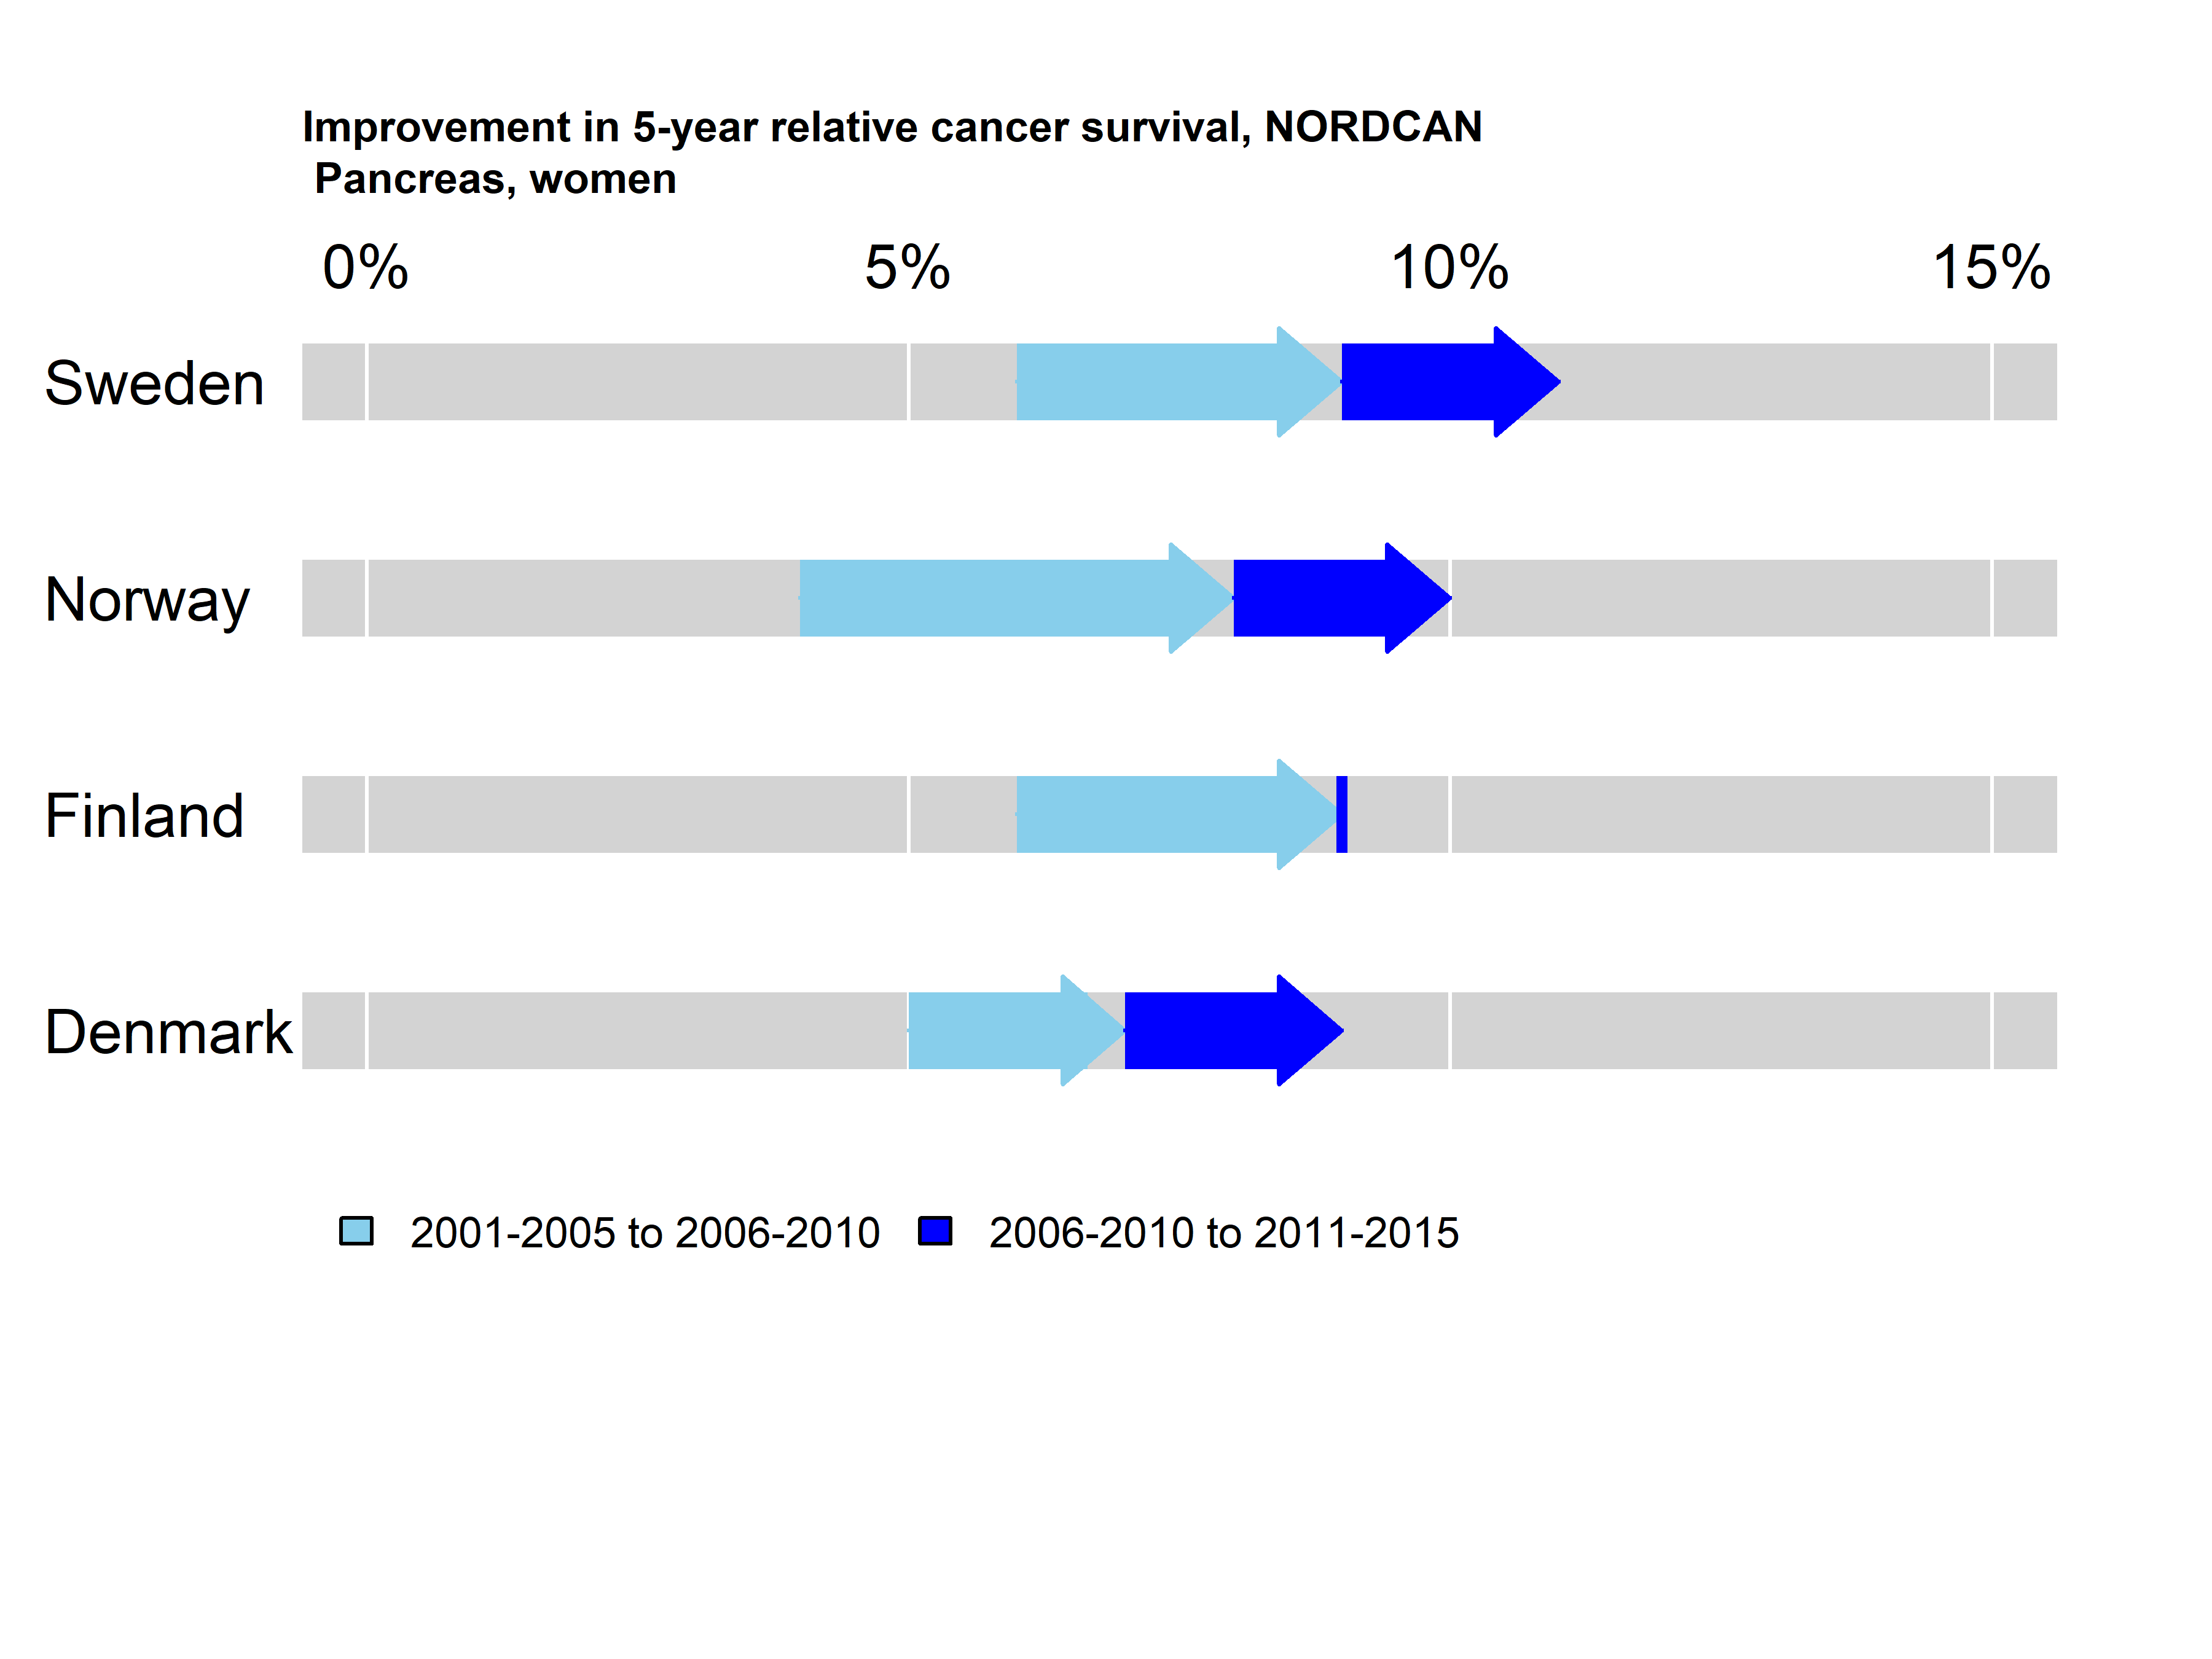 Improvement in 5-year relative cancer survival, NORDCAN
Pancreas, women
0% 5% 10% 15%
Sweden
Norway
Finland
Denmark
2001-2005 to 2006-2010 2006-2010 to 2011-2015